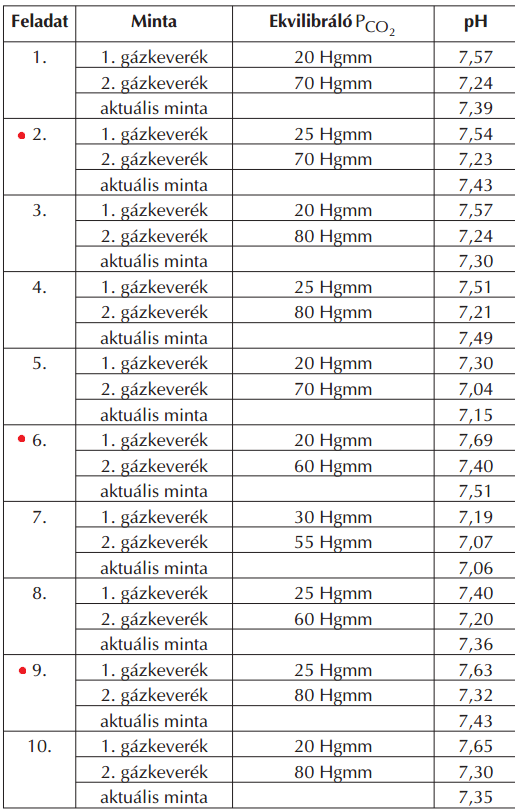 Feladat Minta Ekvilibráló PCO2 pH
1. 1. gázkeverék 20 Hgmm 7,57
2. gázkeverék 70 Hgmm 7,24
aktuális minta 7,39
2. 1. gázkeverék 25 Hgmm 7,54
2. gázkeverék 70 Hgmm 7,23
aktuális minta 7,43
3. 1. gázkeverék 20 Hgmm 7,57
2. gázkeverék 80 Hgmm 7,24
aktuális minta 7,30
4. 1. gázkeverék 25 Hgmm 7,51
2. gázkeverék 80 Hgmm 7,21
aktuális minta 7,49
5. 1. gázkeverék 20 Hgmm 7,30
2. gázkeverék 70 Hgmm 7,04
aktuális minta 7,15
6. 1. gázkeverék 20 Hgmm 7,69
2. gázkeverék 60 Hgmm 7,40
aktuális minta 7,51
7. 1. gázkeverék 30 Hgmm 7,19
2. gázkeverék 55 Hgmm 7,07
aktuális minta 7,06
8. 1. gázkeverék 25 Hgmm 7,40
2. gázkeverék 60 Hgmm 7,20
aktuális minta 7,36
9. 1. gázkeverék 25 Hgmm 7,63
2. gázkeverék 80 Hgmm 7,32
aktuális minta 7,43
10. 1. gázkeverék 20 Hgmm 7,65
2. gázkeverék 80 Hgmm 7,30
aktuális minta 7,35